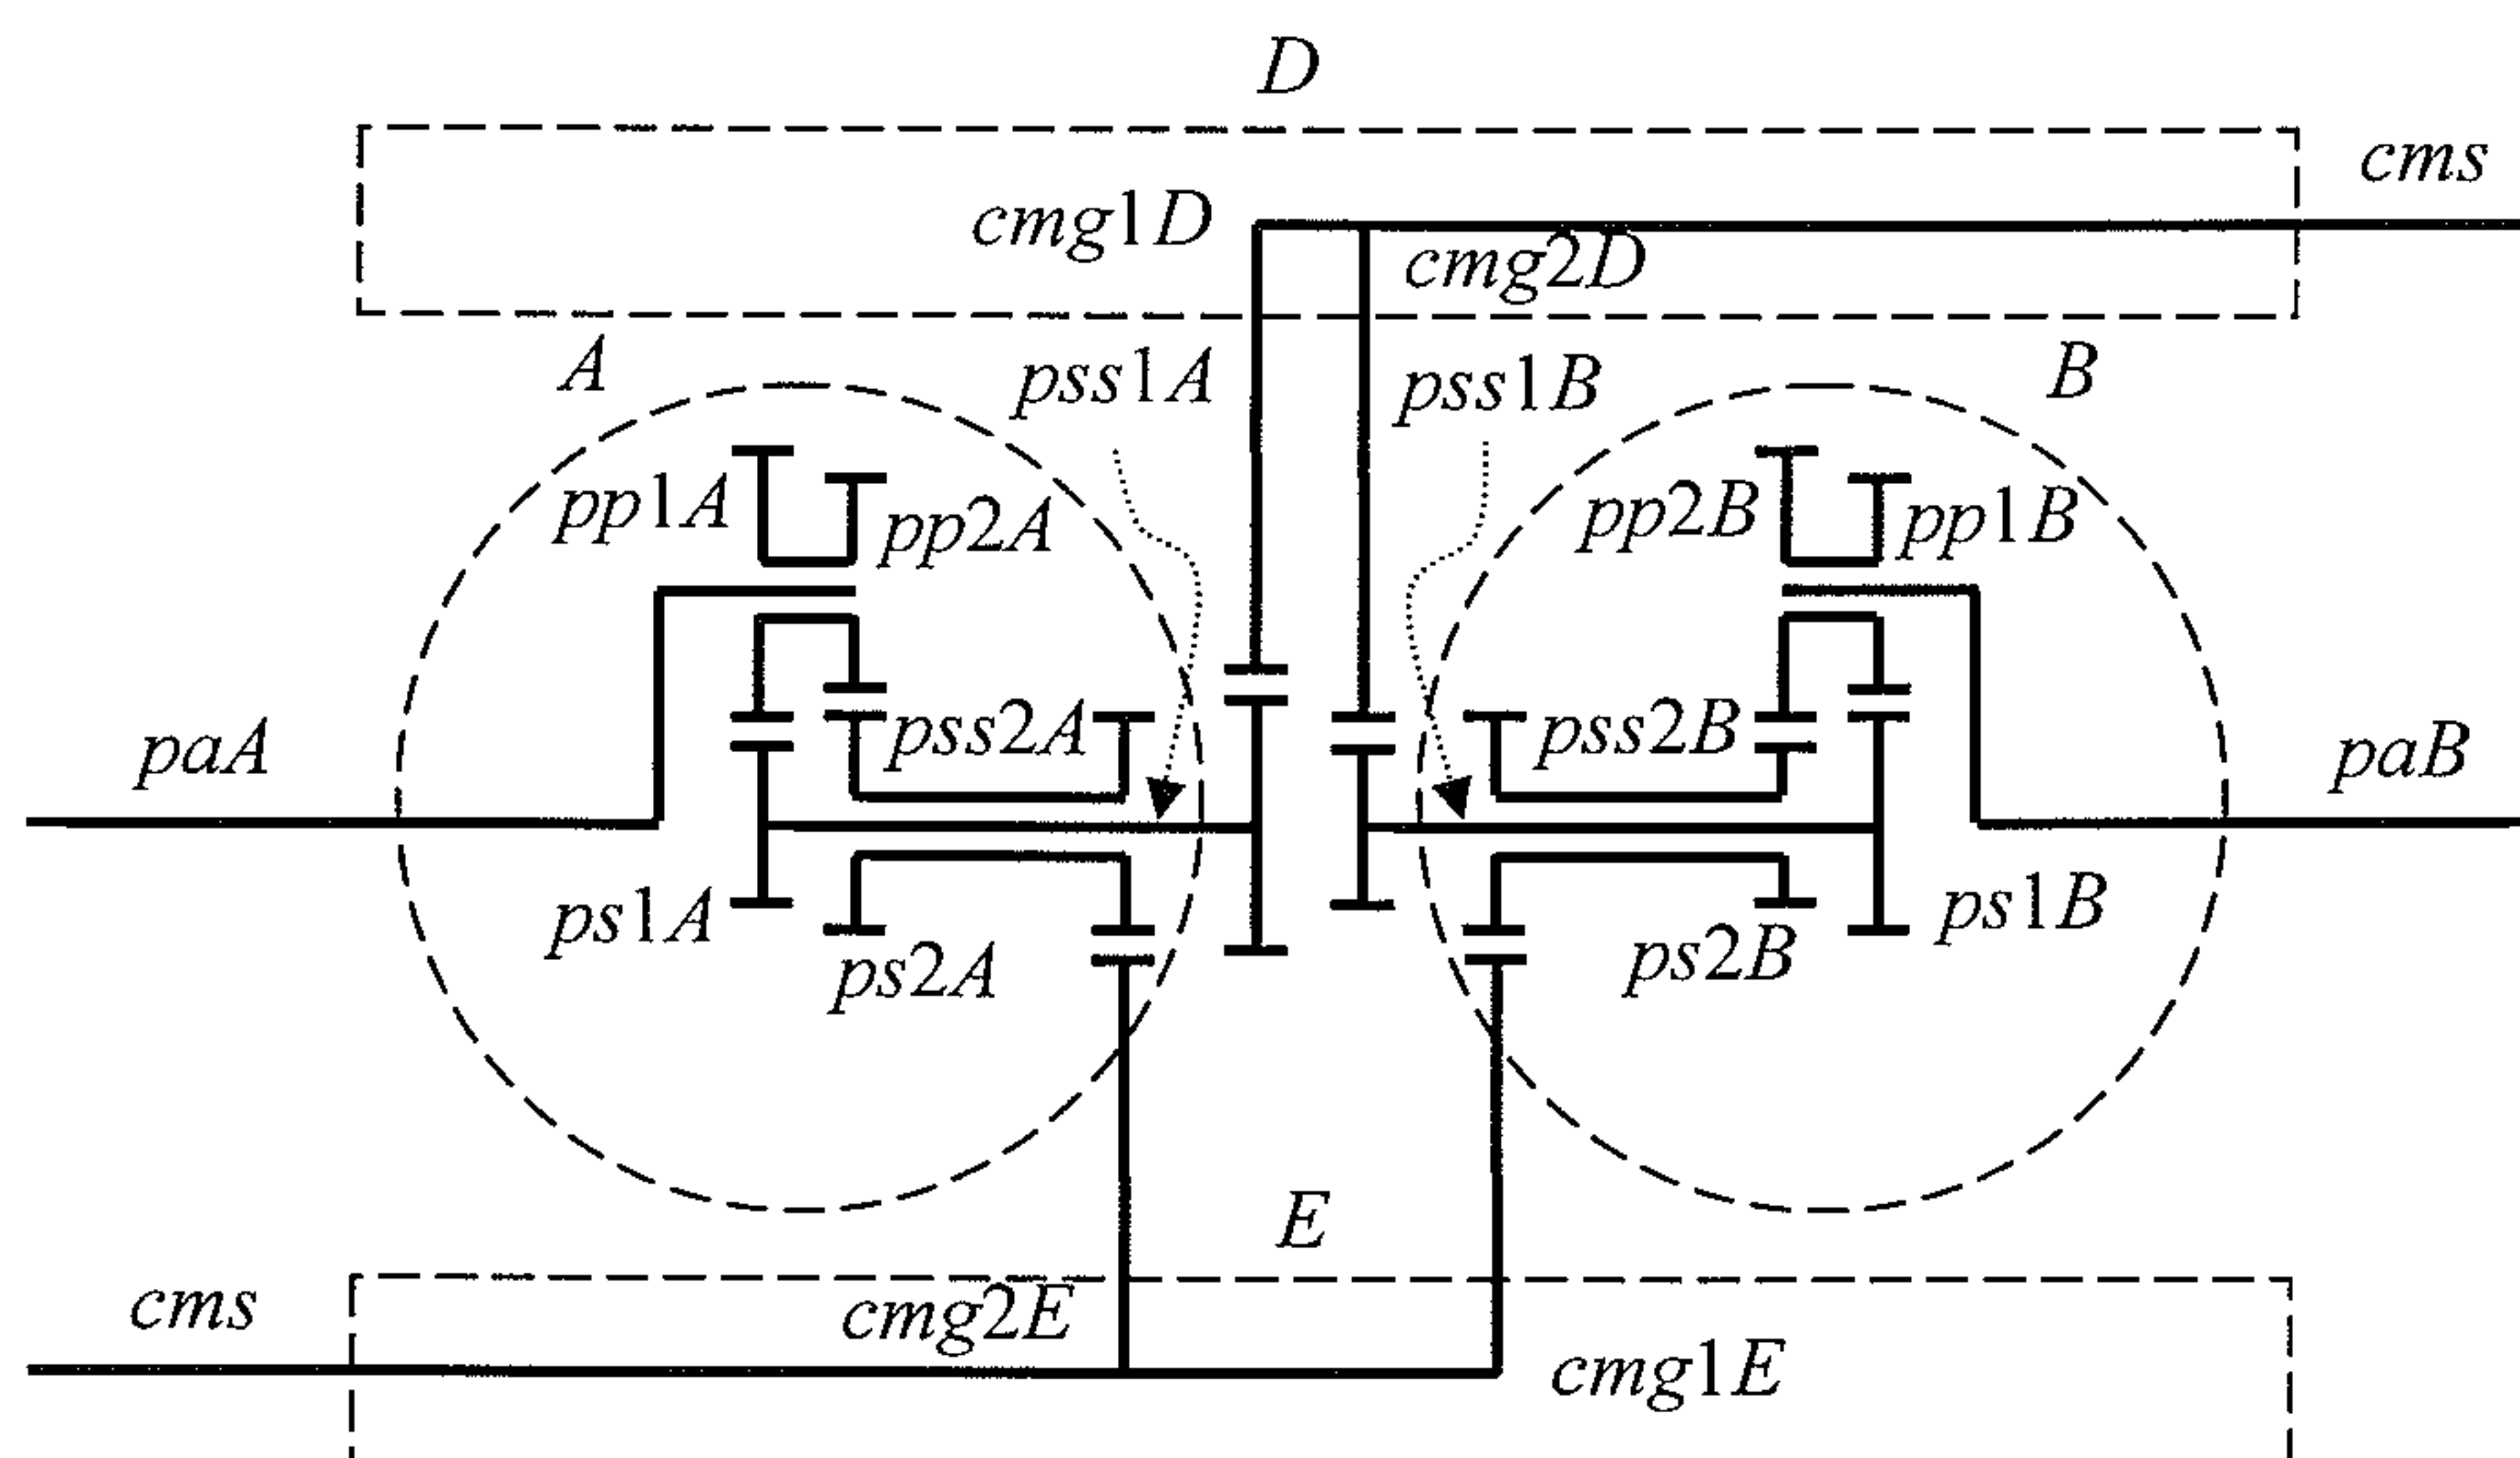 D
cms
cmg1D
cmg2D
A
pss1A
pss1B
B
pp1A
pp2A
pp2B
pp1B
paA
pss2A
pss2B
paB
ps1A
ps2A
ps2B
ps1B
E
cms
cmg2E
cmg1E